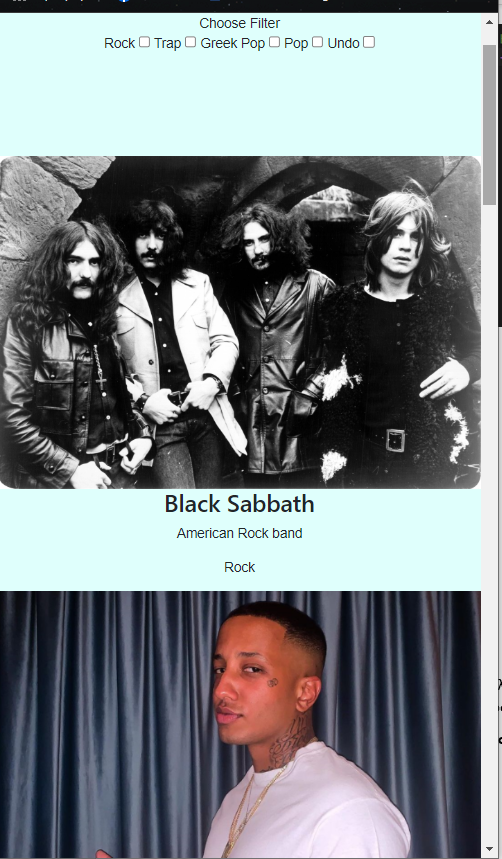 Choose Filter
Rock Trap Greek Pop Pop Undo
Black Sabbath
American Rock band
Rock